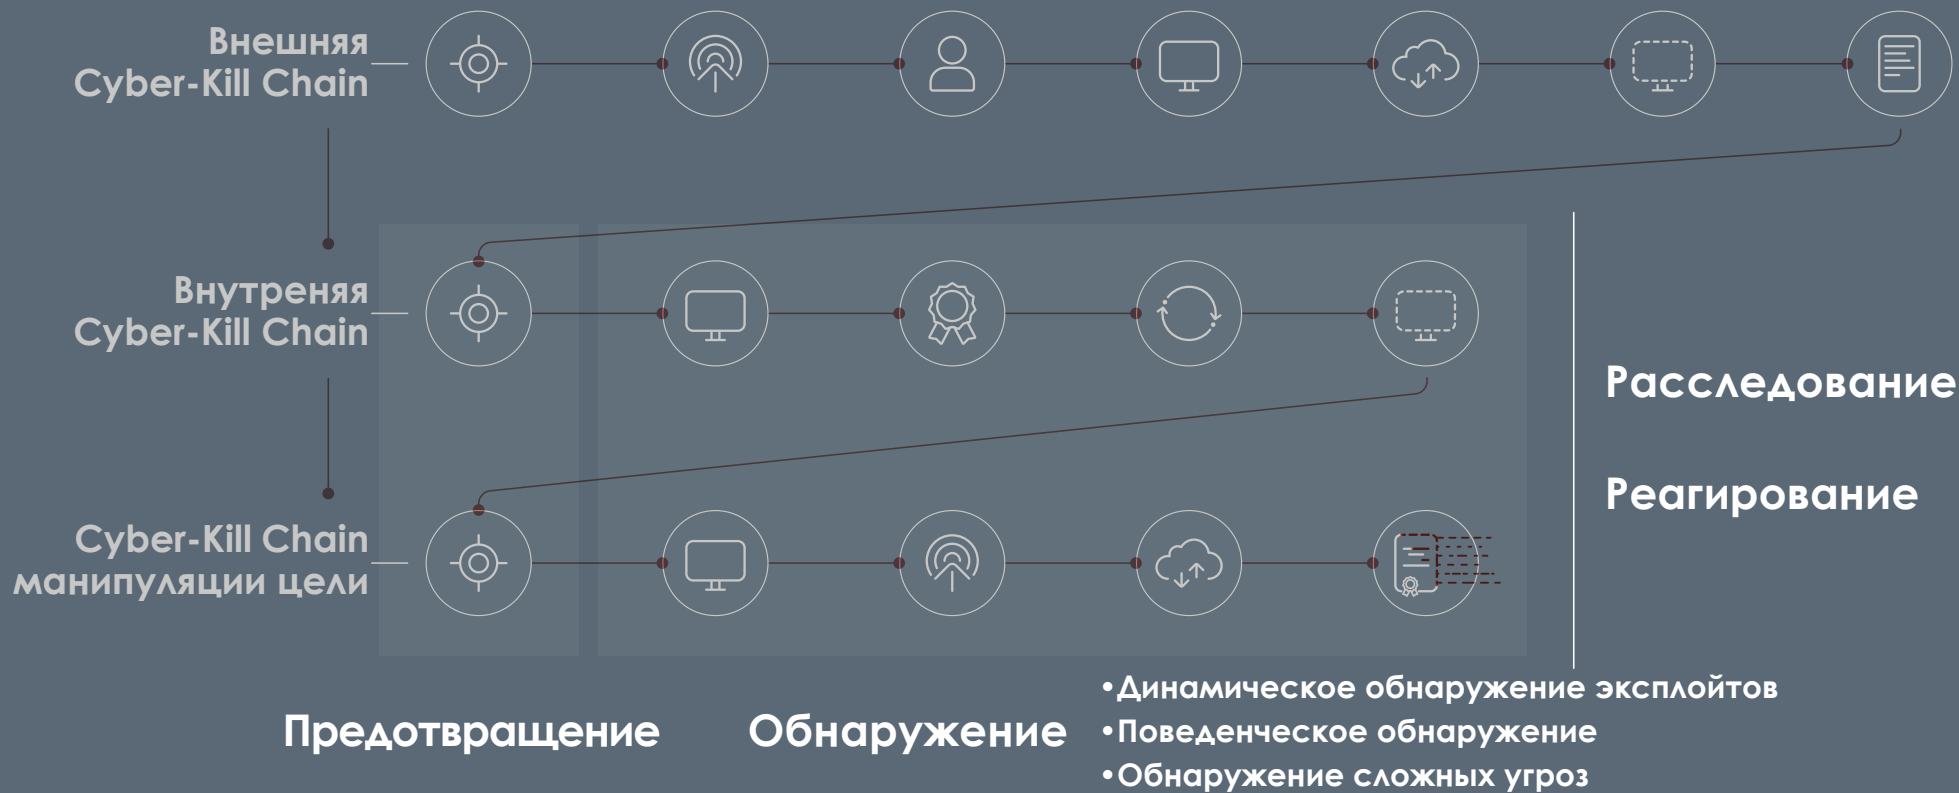 Внешняя
Cyber-Kill Chain
Внутреняя
Cyber-Kill Chain
Расследование
Реагирование
Cyber-Kill Chain
манипуляции цели
Предотвращение
Обнаружение
•Динамическое обнаружение эксплойтов
•Поведенческое обнаружение
•Обнаружение сложных угроз